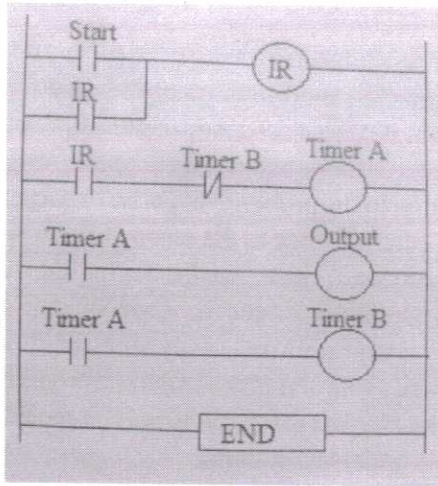 Start
IR
IR
IR
Timer B
Timer A
Timer A
Output
Timer A
Timer B
END